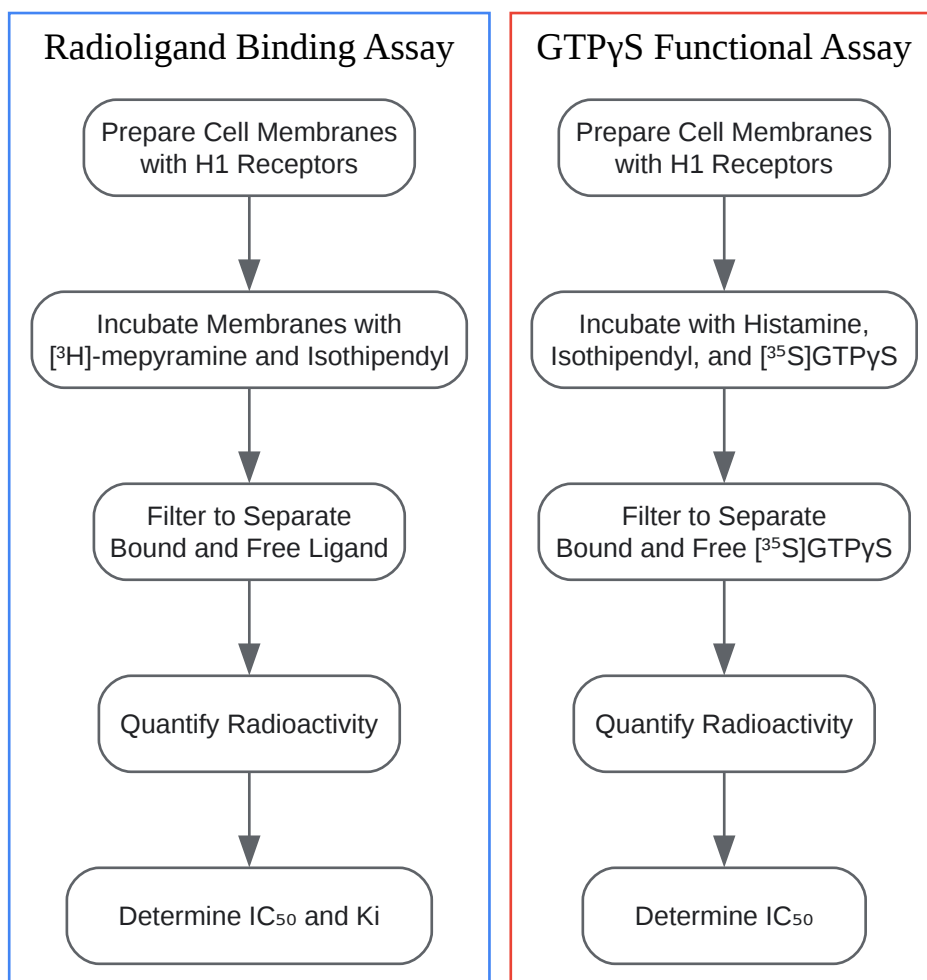 Radioligand Binding Assay
Prepare Cell Membranes
with H1 Receptors
Incubate Membranes with
[³H]-mepyramine and Isothipendyl
Filter to Separate
Bound and Free Ligand
Quantify Radioactivity
Determine IC₅₀ and Ki
GTPγS Functional Assay
Prepare Cell Membranes
with H1 Receptors
Incubate with Histamine,
Isothipendyl, and [³⁵S]GTPγS
Filter to Separate
Bound and Free [³⁵S]GTPγS
Quantify Radioactivity
Determine IC₅₀